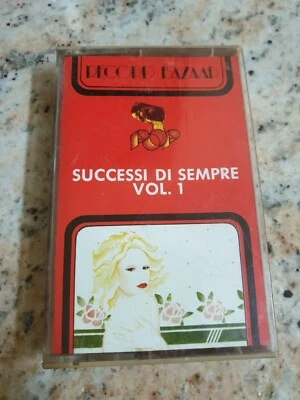 RECORD BAZAAR
POP
SUCCESSI DI SEMPRE
VOL. 1